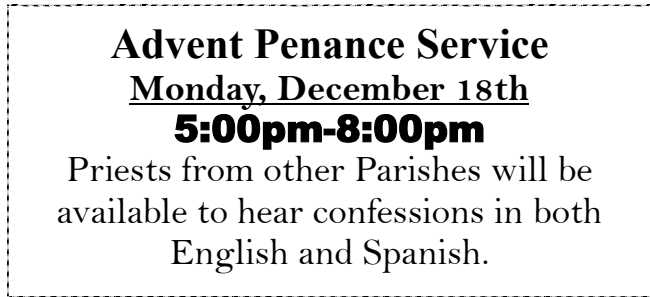 Advent Penance Service
Monday, December 18th
5:00pm-8:00pm
Priests from other Parishes will be
available to hear confessions in both
English and Spanish.